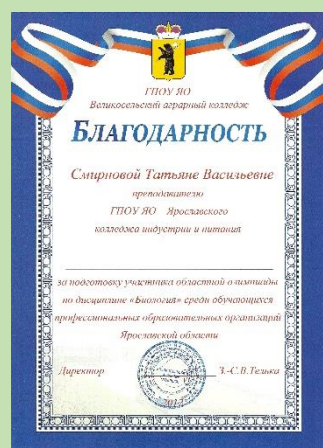 ГПОУ ЯО
Великосельский аграрный колледж
БЛАГОДАРНОСТЬ
Смирновой Татьяне Васильевне
преподавателю
ГПОУ ЯО Ярославского
колледжа индустрии и питания
за подготовку участника областной олимпиады
по дисциплине «Биология» среди обучающихся
профессиональных образовательных организаций
Ярославской области
Директор З.-С.В.Телько